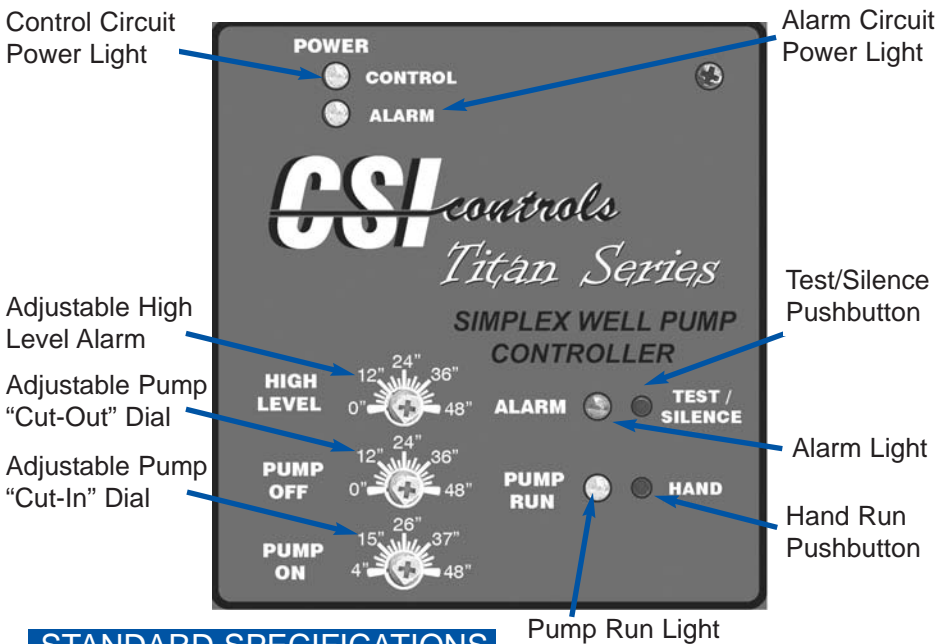 Control Circuit
Power Light
Alarm Circuit
Power Light
POWER
CONTROL
ALARM
CSI controls
Titan Series
SIMPLEX WELL PUMP
CONTROLLER
Adjustable High
Level Alarm
Adjustable Pump
“Cut-Out” Dial
Adjustable Pump
“Cut-In” Dial
Test/Silence
Pushbutton
HIGH
LEVEL
0” 12” 24” 36” 48”
PUMP
OFF
0” 12” 24” 36” 48”
PUMP
ON
4” 15” 26” 37” 48”
ALARM
TEST /
SILENCE
PUMP
RUN
HAND
Alarm Light
Hand Run
Pushbutton
Pump Run Light
STANDARD SPECIFICATIONS